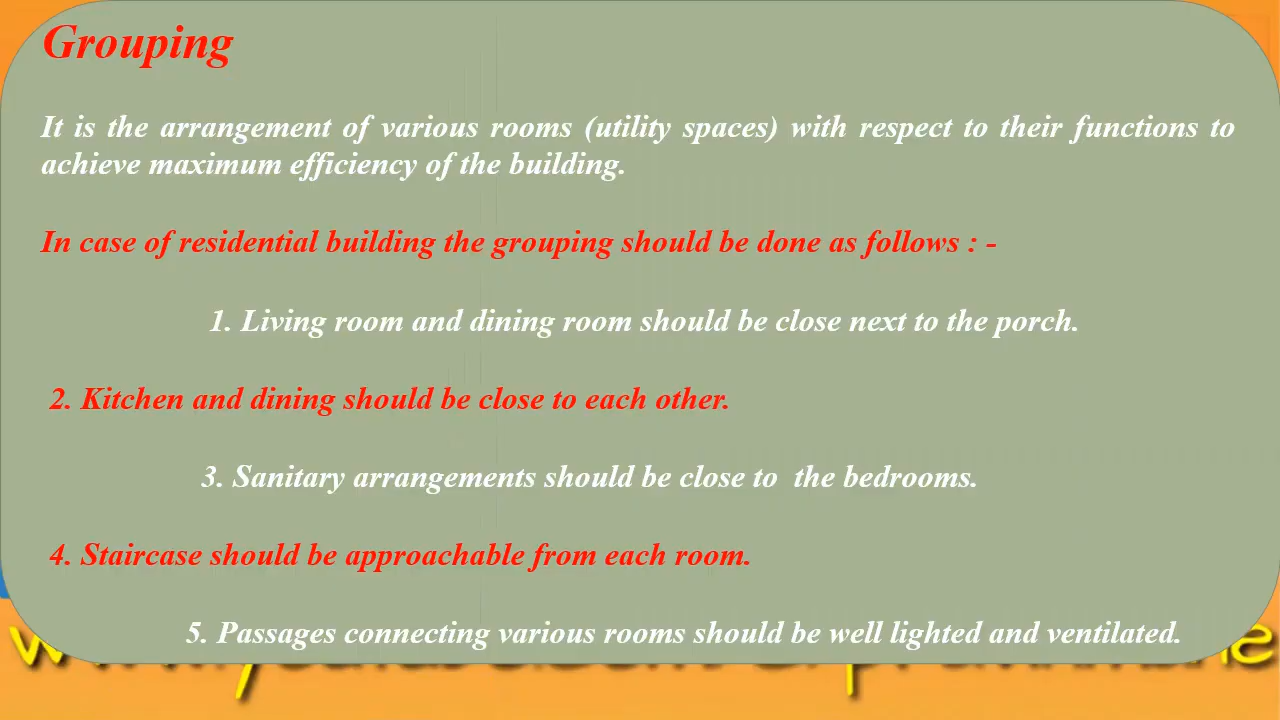 Grouping
It is the arrangement of various rooms (utility spaces) with respect to their functions to
achieve maximum efficiency of the building.
In case of residential building the grouping should be done as follows : -
1. Living room and dining room should be close next to the porch.
2. Kitchen and dining should be close to each other.
3. Sanitary arrangements should be close to  the bedrooms.
4. Staircase should be approachable from each room.
5. Passages connecting various rooms should be well lighted and ventilated.